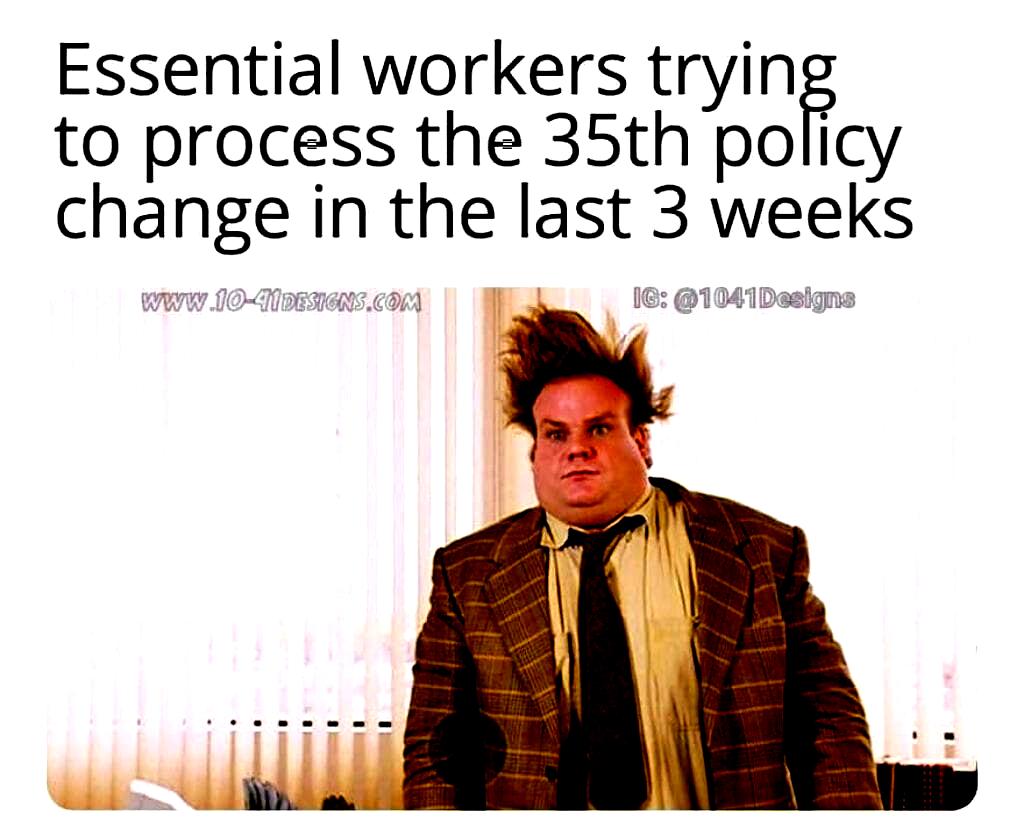 Essential workers trying
to process the 35th policy
change in the last 3 weeks
WWW.10-41DESIGNS.COM
IG: @1041Designs